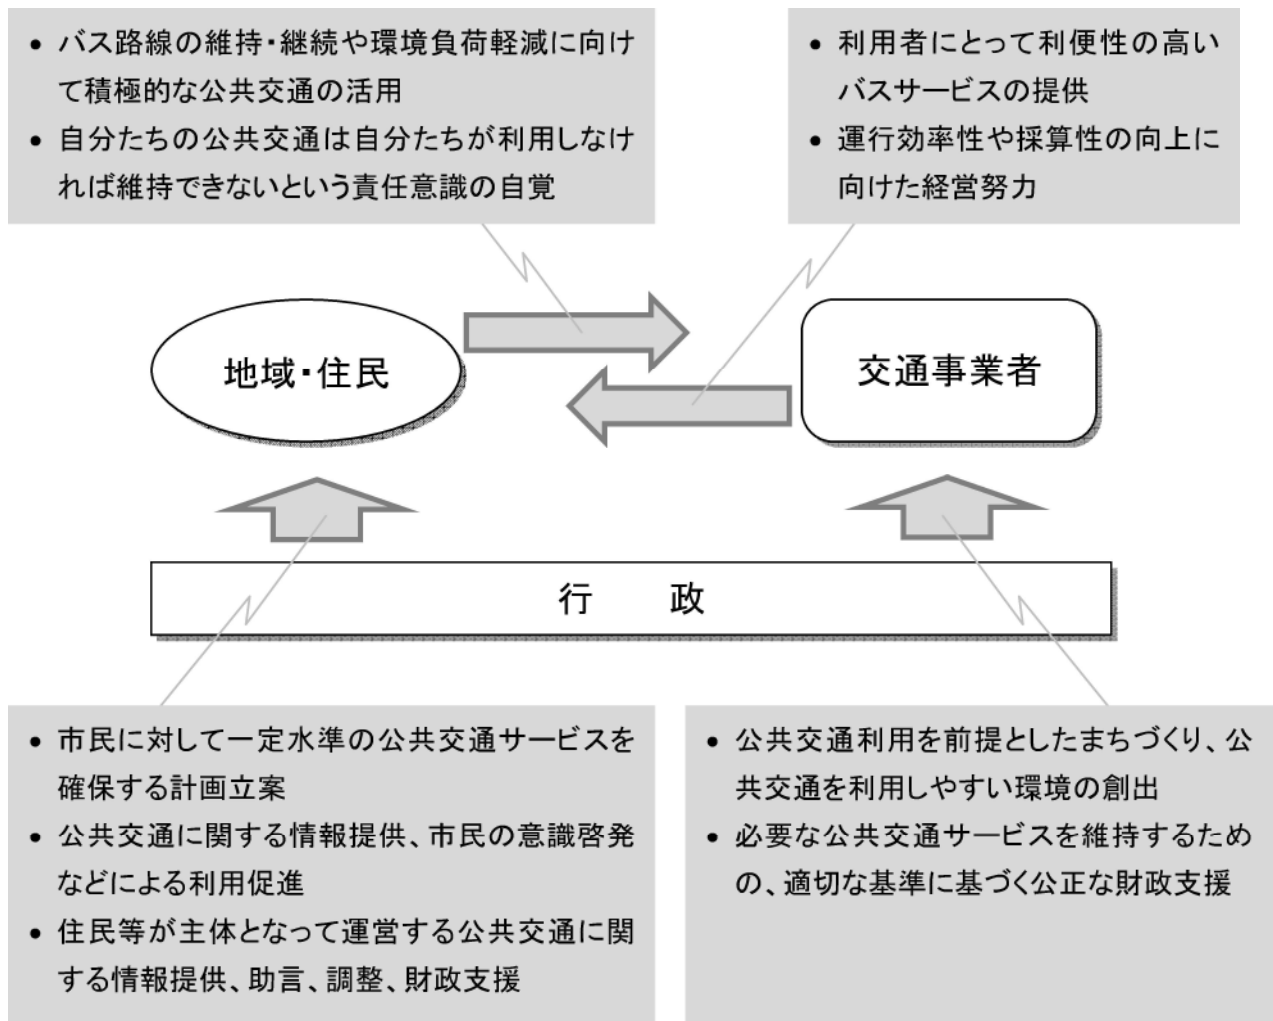 • バス路線の維持・継続や環境負荷軽減に向け
て積極的な公共交通の活用
• 自分たちの公共交通は自分たちが利用しなけ
れば維持できないという責任意識の自覚
• 利用者にとって利便性の高い
バスサービスの提供
• 運行効率性や採算性の向上に
向けた経営努力
地域・住民
交通事業者
行　政
• 市民に対して一定水準の公共交通サービスを
確保する計画立案
• 公共交通に関する情報提供、市民の意識啓発
などによる利用促進
• 住民等が主体となって運営する公共交通に関
する情報提供、助言、調整、財政支援
• 公共交通利用を前提としたまちづくり、公
共交通を利用しやすい環境の創出
• 必要な公共交通サービスを維持するため
の、適切な基準に基づく公正な財政支援